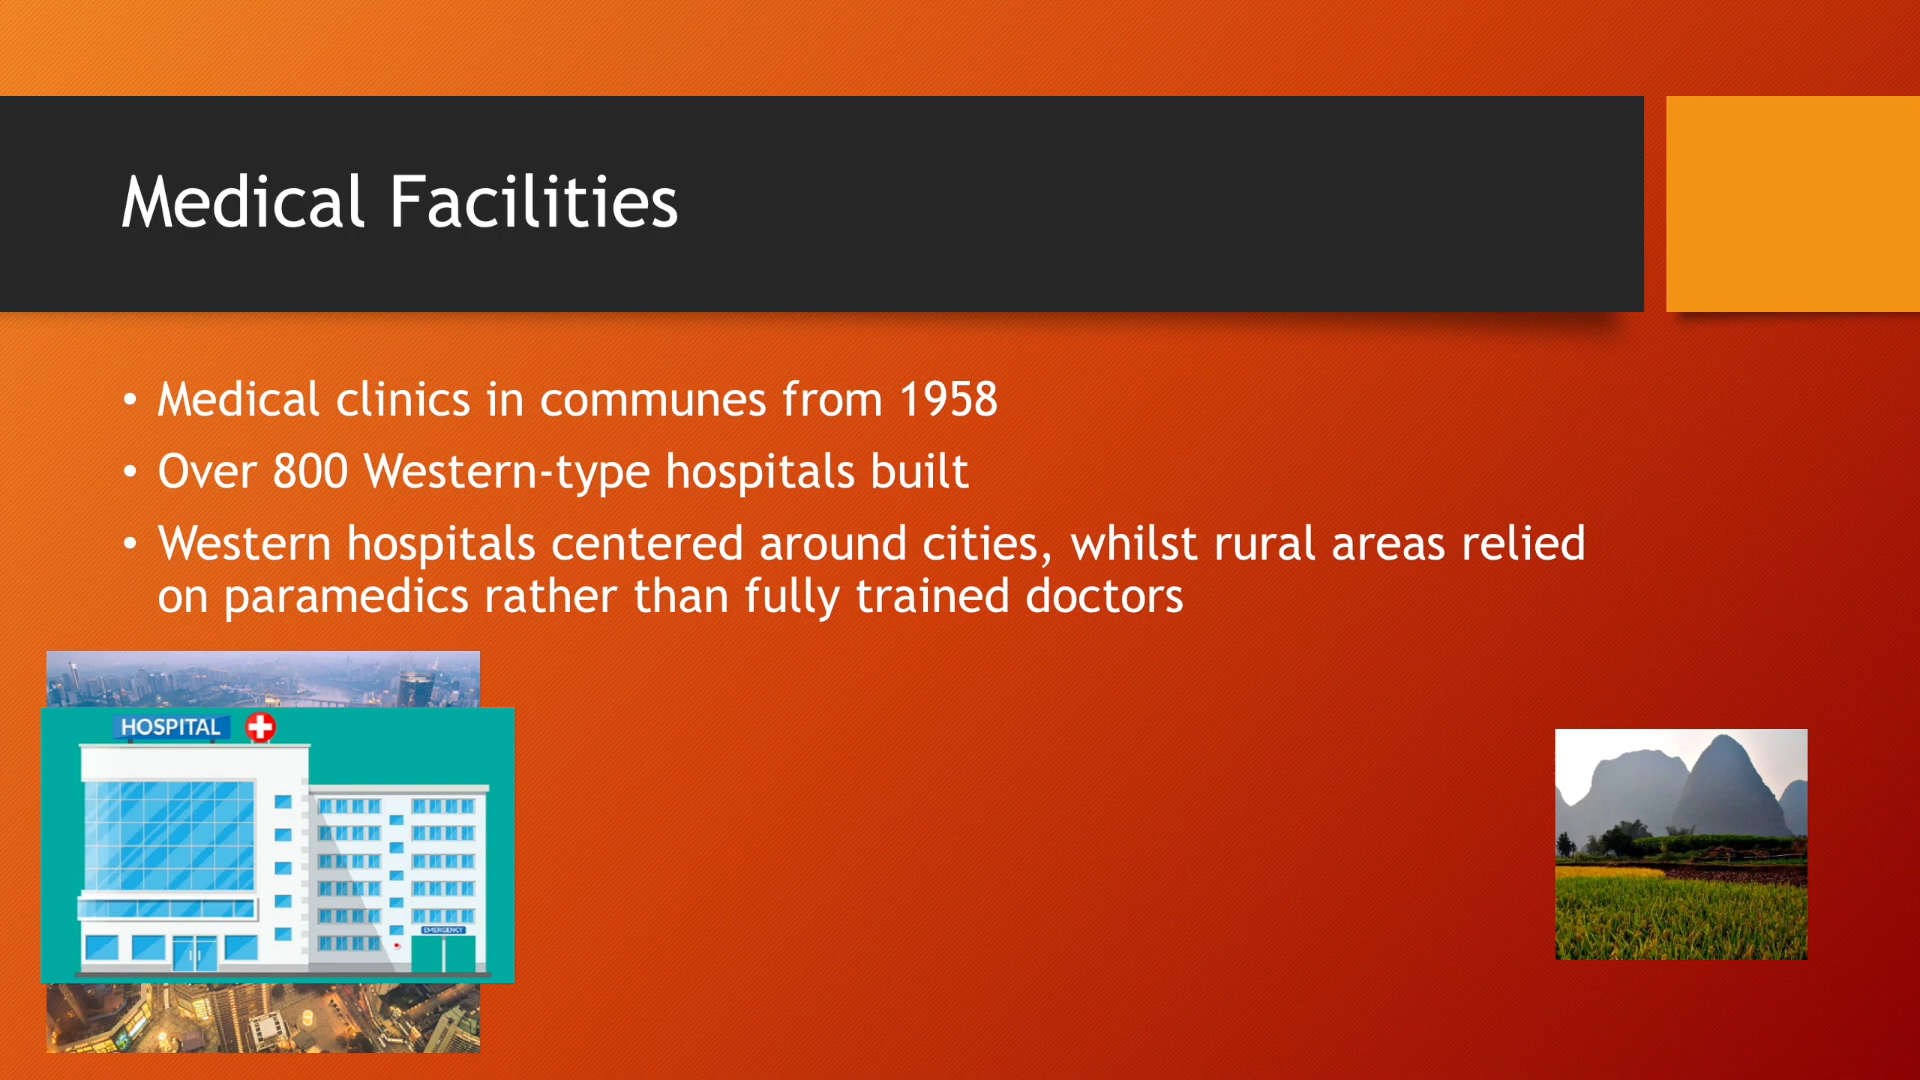 Medical Facilities
• Medical clinics in communes from 1958
• Over 800 Western-type hospitals built
• Western hospitals centered around cities, whilst rural areas relied
on paramedics rather than fully trained doctors
HOSPITAL
EMERGENCY